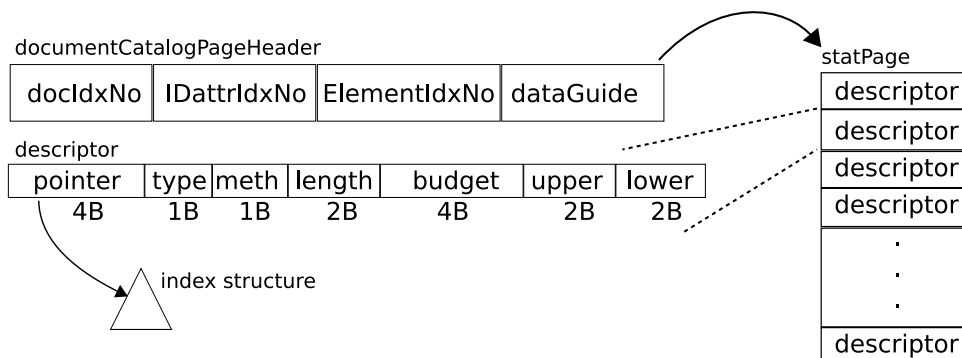 documentCatalogPageHeader
docIdxNo IDattrIdxNo ElementIdxNo dataGuide
descriptor
pointer type meth length budget upper lower
4B 1B 1B 2B 4B 2B 2B
index structure
statPage
descriptor
descriptor
descriptor
descriptor
.
.
.
descriptor